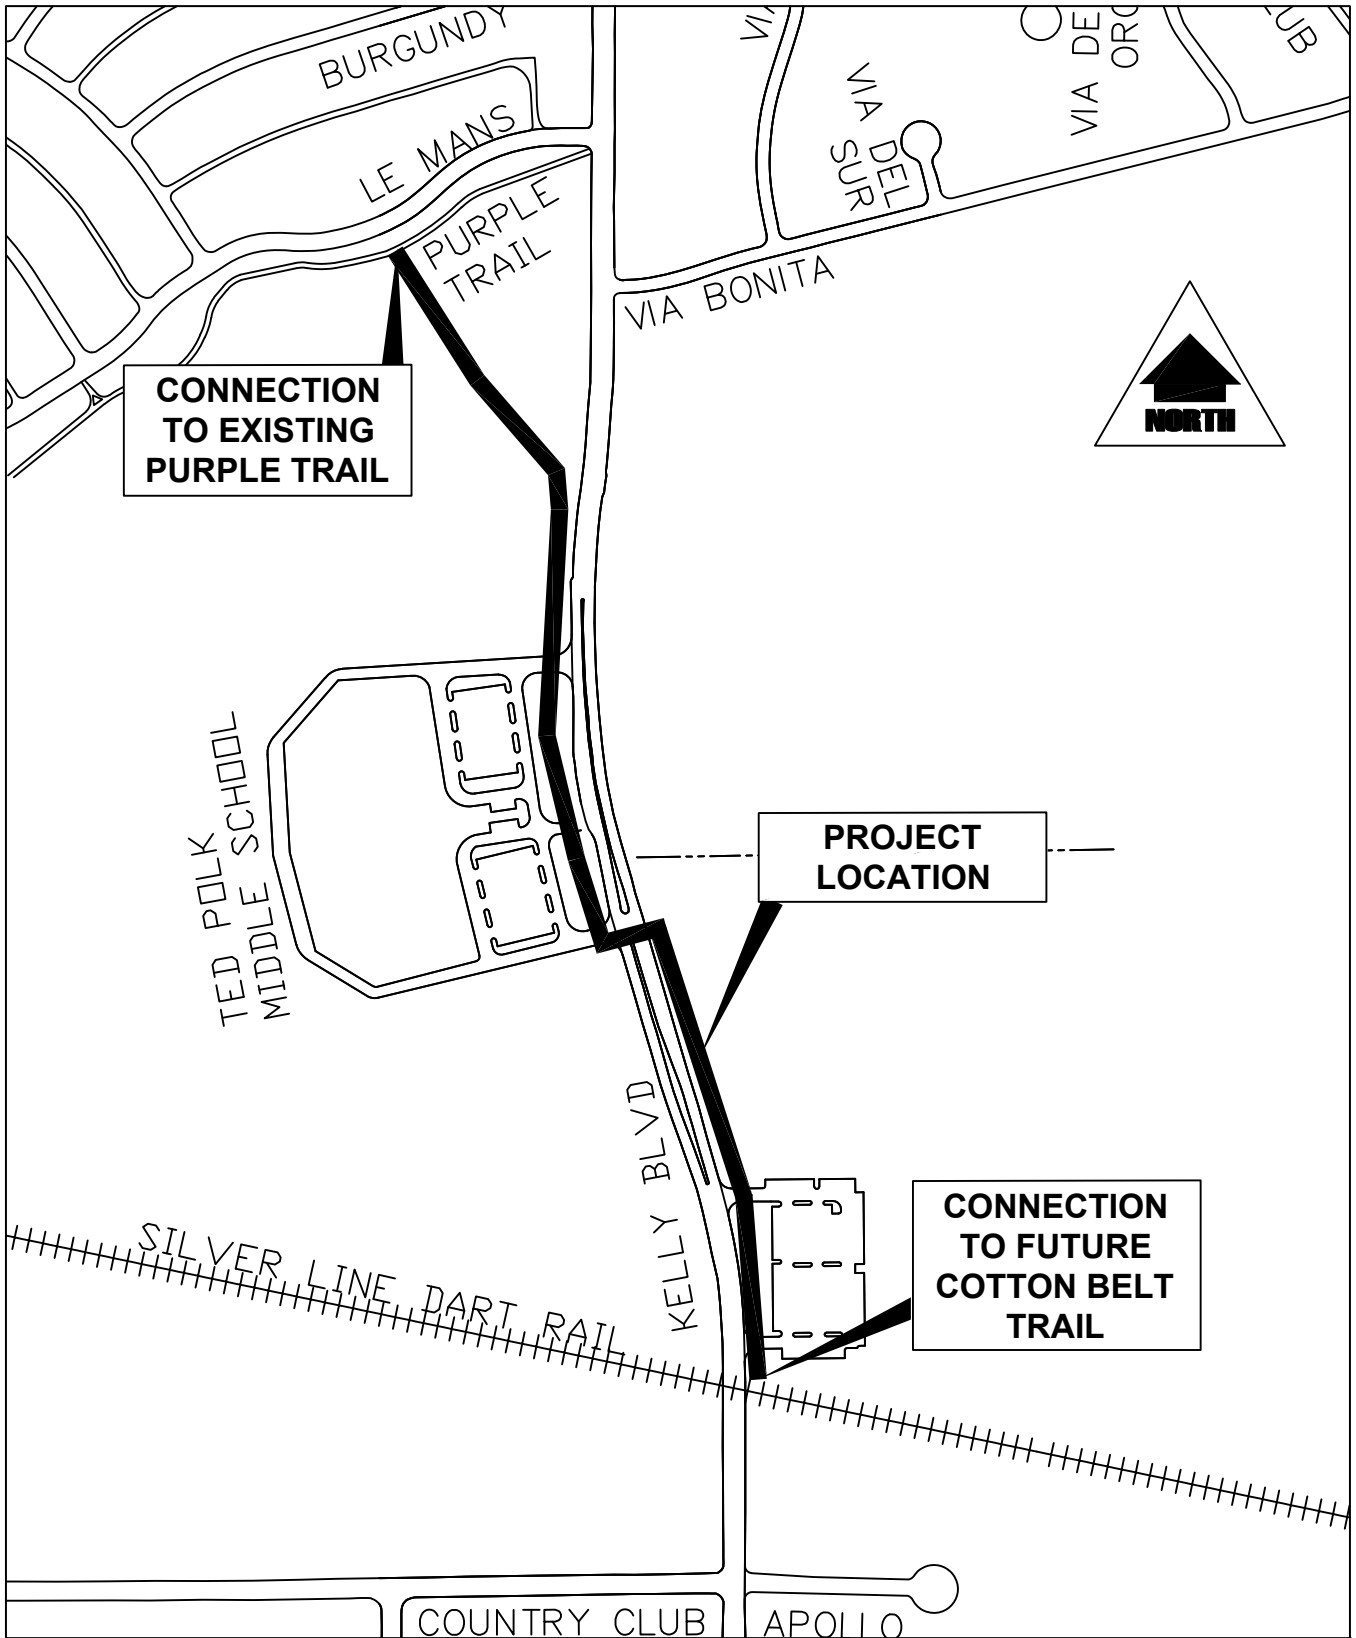 BURGUNDY
LE MANS
PURPLE
TRAIL
VIA
DEL
SUR
VIA DE
VIA BONITA
NORTH
CONNECTION
TO EXISTING
PURPLE TRAIL
TED POLK
MIDDLE SCHOOL
PROJECT
LOCATION
KELLY BLVD
SILVER LINE DART RAIL
CONNECTION
TO FUTURE
COTTON BELT
TRAIL
COUNTRY CLUB
APOLLO